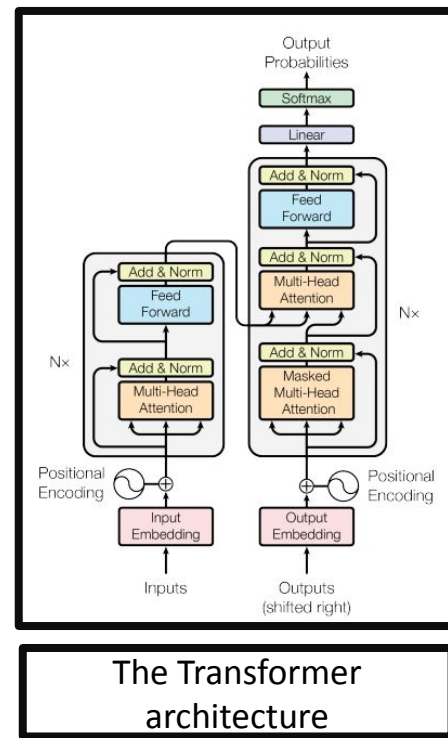 Output
Probabilities
Softmax
Linear
Add & Norm
Feed
Forward
Add & Norm
Multi-Head
Attention
Add & Norm
Masked
Multi-Head
Attention
Nx
Positional
Encoding
Output
Embedding
Outputs
(shifted right)
Add & Norm
Feed
Forward
Add & Norm
Multi-Head
Attention
Nx
Positional
Encoding
Input
Embedding
Inputs
The Transformer
architecture